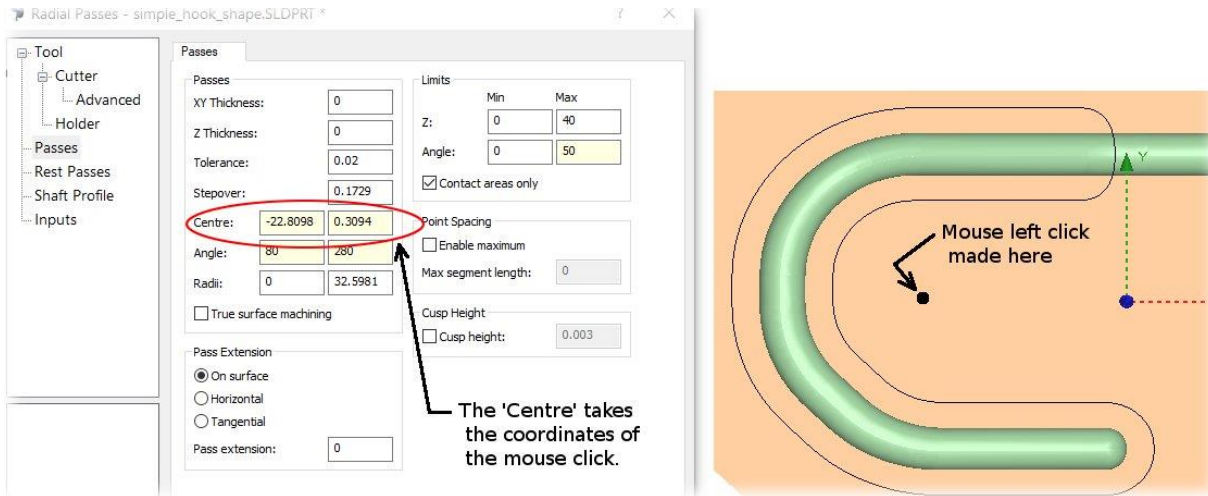 Radial Passes - simple_hook_shape.SLDPRT *
? ×
Tool
Cutter
Advanced
Holder
Passes
Rest Passes
Shaft Profile
Inputs
Passes
Passes
XY Thickness: 0
Z Thickness: 0
Tolerance: 0.02
Stepover: 0.1729
Centre: -22.8098 0.3094
Angle: 80 280
Radii: 0 32.5981
True surface machining
Pass Extension
On surface
Horizontal
Tangential
Pass extension: 0
Limits
Min Max
Z: 0 40
Angle: 0 50
Contact areas only
Point Spacing
Enable maximum
Max segment length: 0
Cusp Height
Cusp height: 0.003
The 'Centre' takes
the coordinates of
the mouse click.
Y
Mouse left click
made here